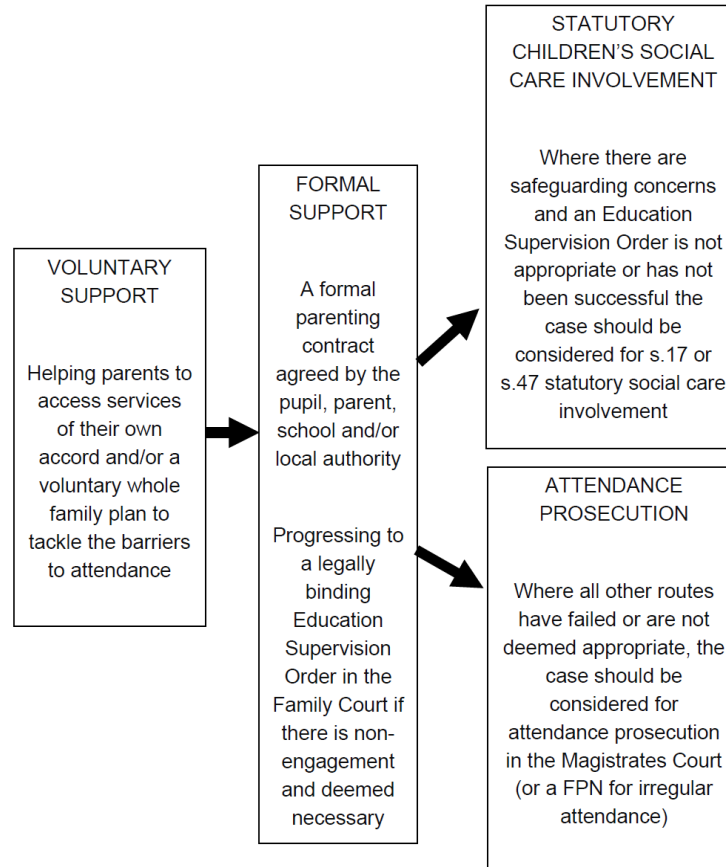 VOLUNTARY
SUPPORT
Helping parents to
access services
of their own
accord and/or a
voluntary whole
family plan to
tackle the barriers
to attendance
FORMAL
SUPPORT
A formal
parenting
contract
agreed by the
pupil, parent,
school and/or
local authority
Progressing to
a legally
binding
Education
Supervision
Order in the
Family Court if
there is non-
engagement
and deemed
necessary
STATUTORY
CHILDREN’S SOCIAL
CARE INVOLVEMENT
Where there are
safeguarding concerns
and an Education
Supervision Order is not
appropriate or has not
been successful the
case should be
considered for s.17 or
s.47 statutory social care
involvement
ATTENDANCE
PROSECUTION
Where all other routes
have failed or are not
deemed appropriate, the
case should be
considered for
attendance prosecution
in the Magistrates Court
(or a FPN for irregular
attendance)